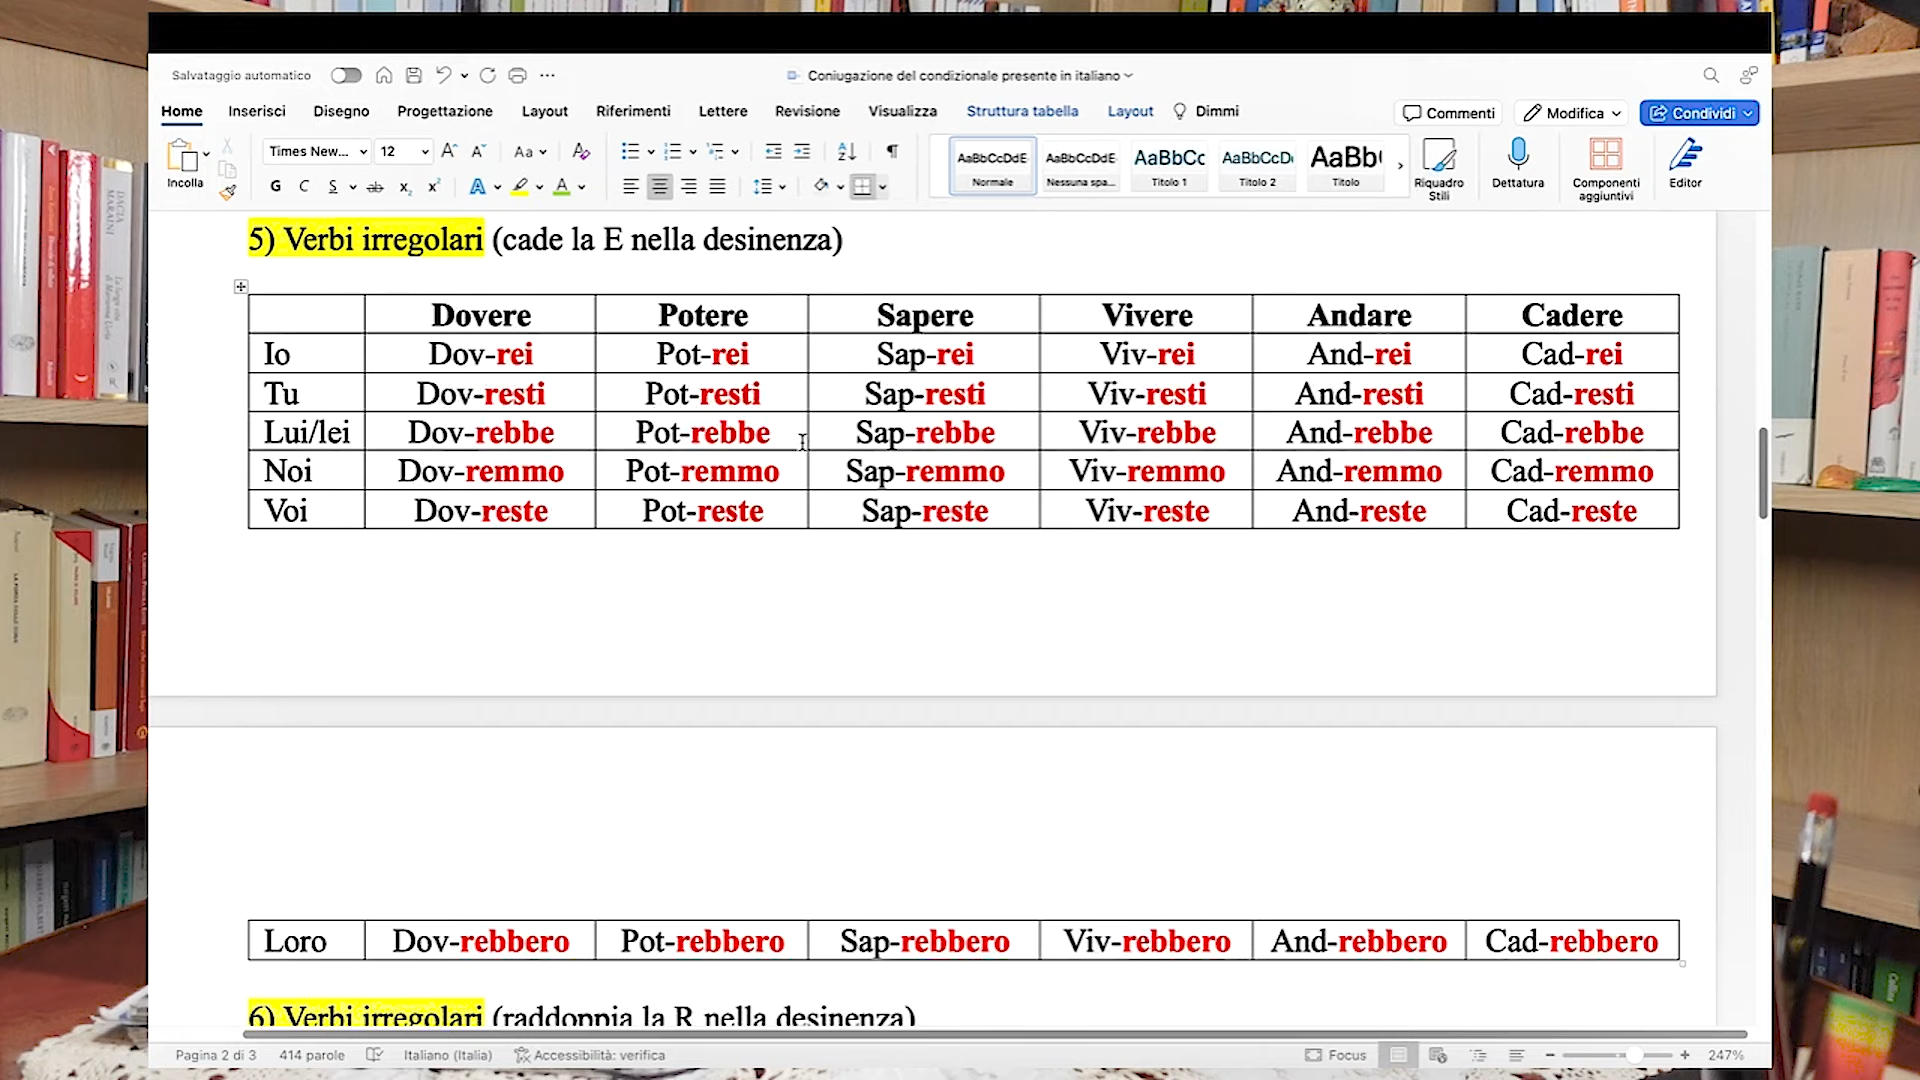 Salvataggio automatico
Coniugazione del condizionale presente in italiano
Home Inserisci Disegno Progettazione Layout Riferimenti Lettere Revisione Visualizza Struttura tabella Layout Dimmi Commenti Modifica Condividi
Incolla
Times New... 12 Aa
G C S ab x₂ x² A A
AaBbCcDdE AaBbCcDdE AaBbCc AaBbCcD AaBb
Normale Nessuna spa... Titolo 1 Titolo 2 Titolo
Riquadro Stili Dettatura Componenti aggiuntivi Editor
5) Verbi irregolari (cade la E nella desinenza)
Dovere Potere Sapere Vivere Andare Cadere
Io Dov-rei Pot-rei Sap-rei Viv-rei And-rei Cad-rei
Tu Dov-resti Pot-resti Sap-resti Viv-resti And-resti Cad-resti
Lui/lei Dov-rebbe Pot-rebbe Sap-rebbe Viv-rebbe And-rebbe Cad-rebbe
Noi Dov-remmo Pot-remmo Sap-remmo Viv-remmo And-remmo Cad-remmo
Voi Dov-reste Pot-reste Sap-reste Viv-reste And-reste Cad-reste
Loro Dov-rebbero Pot-rebbero Sap-rebbero Viv-rebbero And-rebbero Cad-rebbero
6) Verbi irregolari (raddoppia la R nella desinenza)
Pagina 2 di 3 414 parole Italiano (Italia) Accessibilità: verifica Focus 247%
DACIA MARAINI